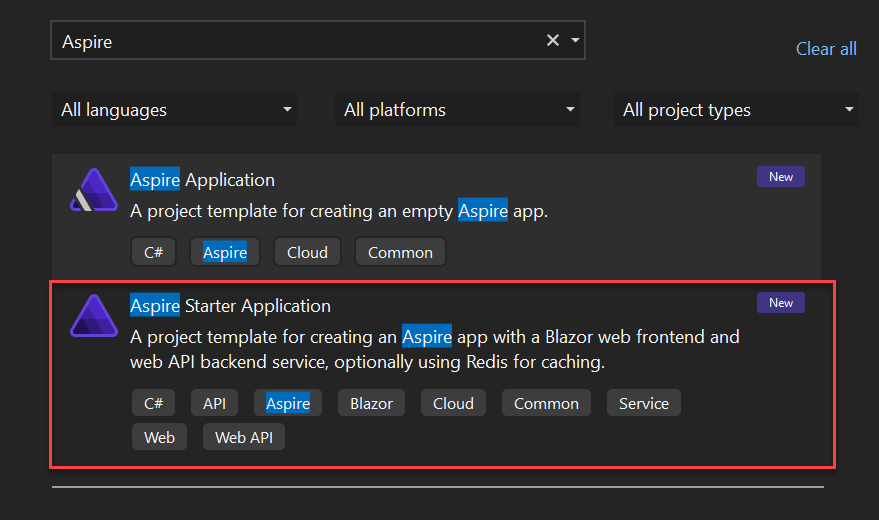 Aspire
Clear all
All languages All platforms All project types
Aspire Application New
A project template for creating an empty Aspire app.
C# Aspire Cloud Common
Aspire Starter Application New
A project template for creating an Aspire app with a Blazor web frontend and
web API backend service, optionally using Redis for caching.
C# API Aspire Blazor Cloud Common Service
Web Web API